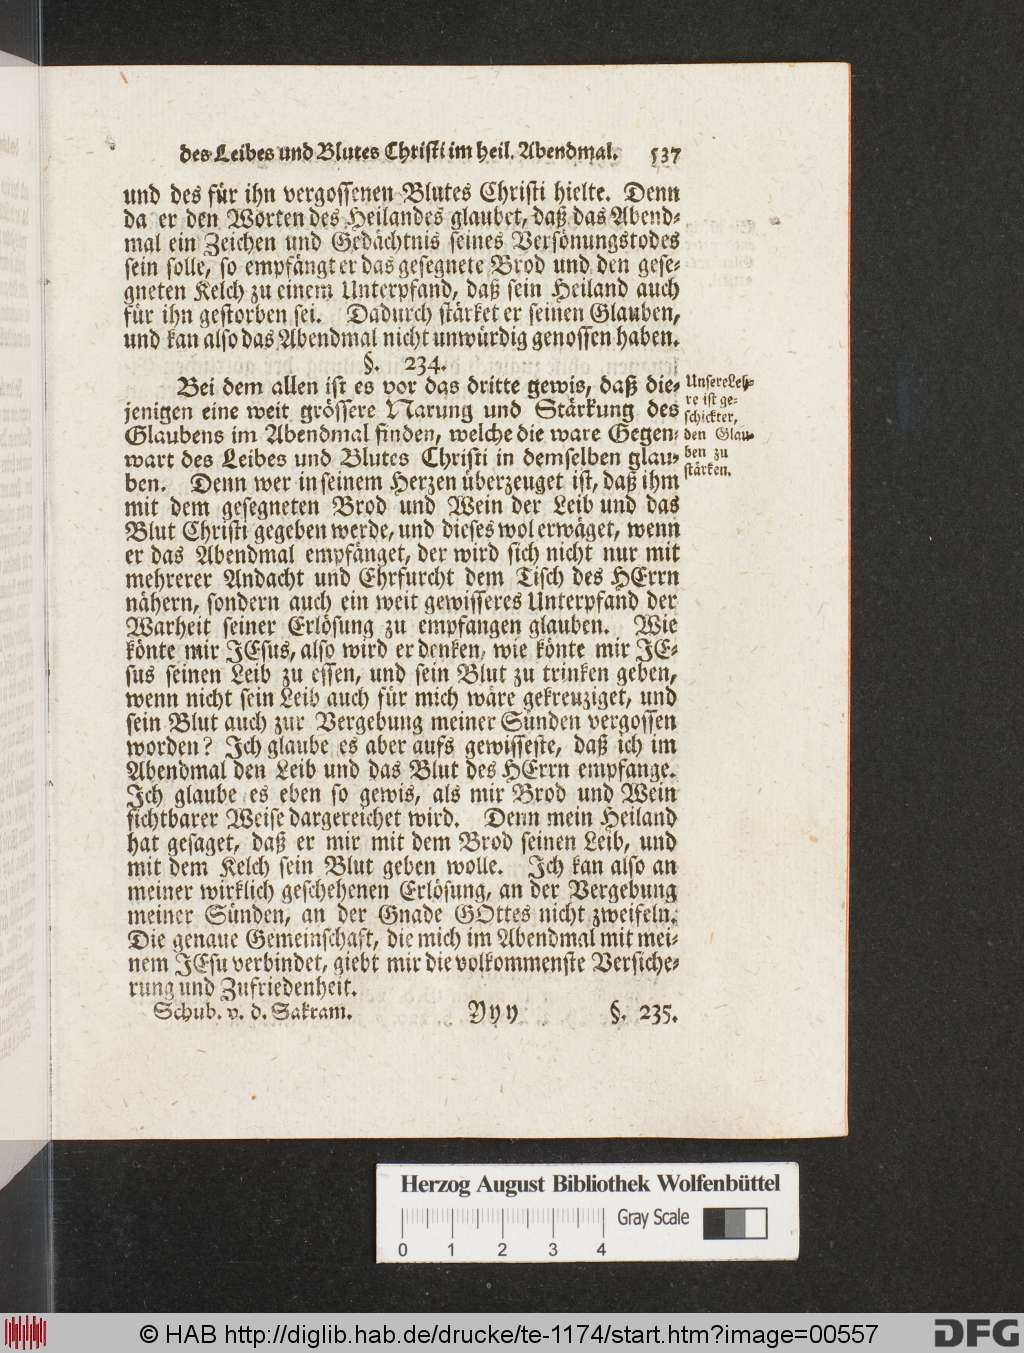 des Leibes und Blutes Christi im heil. Abendmal. 537
und des für ihn vergossenen Blutes Christi hielte. Denn
da er den Worten des Heilandes glaubet, daß das Abend-
mal ein Zeichen und Gedächtnis seines Versönungstodes
sein solle, so empfängt er das gesegnete Brod und den gese-
gneten Kelch zu einem Unterpfand, daß sein Heiland auch
für ihn gestorben sei. Dadurch stärket er seinen Glauben,
und kan also das Abendmal nicht unwürdig genossen haben.
§. 234.
Bei dem allen ist es vor das dritte gewis, daß die-
jenigen eine weit grössere Narung und Stärkung des
Glaubens im Abendmal finden, welche die ware Gegen-
wart des Leibes und Blutes Christi in demselben glau-
ben. Denn wer in seinem Herzen überzeuget ist, daß ihm
mit dem gesegneten Brod und Wein der Leib und das
Blut Christi gegeben werde, und dieses wol erwäget, wenn
er das Abendmal empfänget, der wird sich nicht nur mit
mehrerer Andacht und Ehrfurcht dem Tisch des HErrn
nähern, sondern auch ein weit gewisseres Unterpfand der
Warheit seiner Erlösung zu empfangen glauben. Wie
könte mir JEsus, also wird er denken, wie könte mir JE-
sus seinen Leib zu essen, und sein Blut zu trinken geben,
wenn nicht sein Leib auch für mich wäre gekreuziget, und
sein Blut auch zur Vergebung meiner Sünden vergossen
worden? Ich glaube es aber aufs gewisseste, daß ich im
Abendmal den Leib und das Blut des HErrn empfange.
Ich glaube es eben so gewis, als mir Brod und Wein
sichtbarer Weise dargereichet wird. Denn mein Heiland
hat gesaget, daß er mir mit dem Brod seinen Leib, und
mit dem Kelch sein Blut geben wolle. Ich kan also an
meiner wirklich geschehenen Erlösung, an der Vergebung
meiner Sünden, an der Gnade GOttes nicht zweifeln.
Die genaue Gemeinschaft, die mich im Abendmal mit mei-
nem JEsu verbindet, giebt mir die volkommenste Versiche-
rung und Zufriedenheit.
Schub. v. d. Sakram. Yyy §. 235.
Unsere Leh-
re ist ge-
schickter,
den Glau-
ben zu
stärken.
Herzog August Bibliothek Wolfenbüttel
Gray Scale
0 1 2 3 4
© HAB http://diglib.hab.de/drucke/te-1174/start.htm?image=00557
DFG